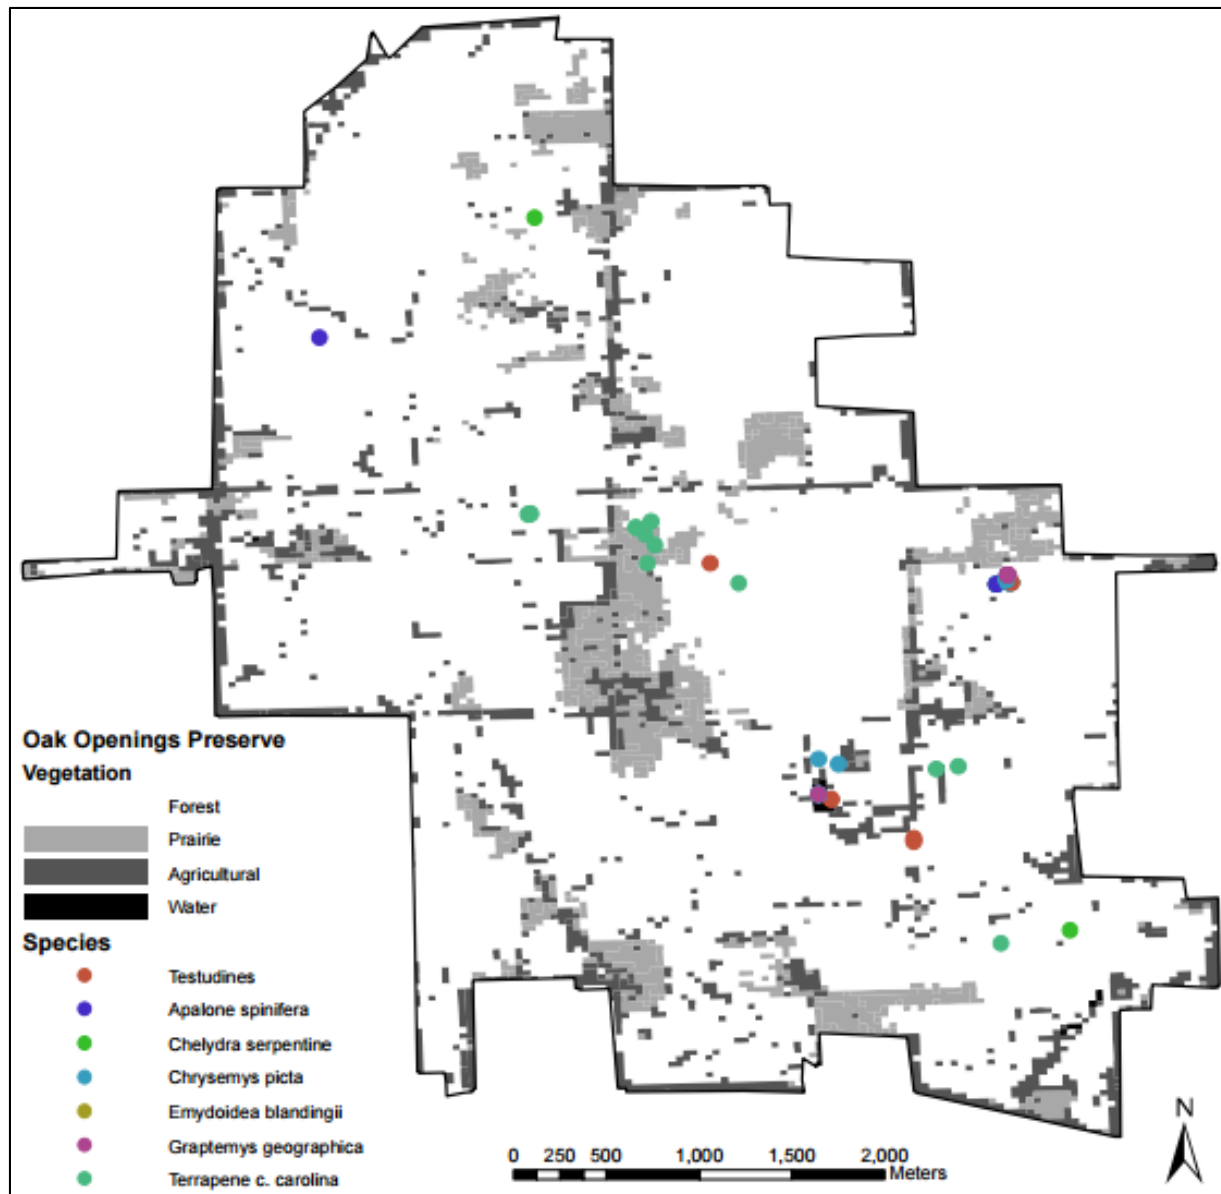 Oak Openings Preserve
Vegetation
Forest
Prairie
Agricultural
Water
Species
Testudines
Apalone spinifera
Chelydra serpentine
Chrysemys picta
Emydoidea blandingii
Graptemys geographica
Terrapene c. carolina
0 250 500 1,000 1,500 2,000
Meters
N